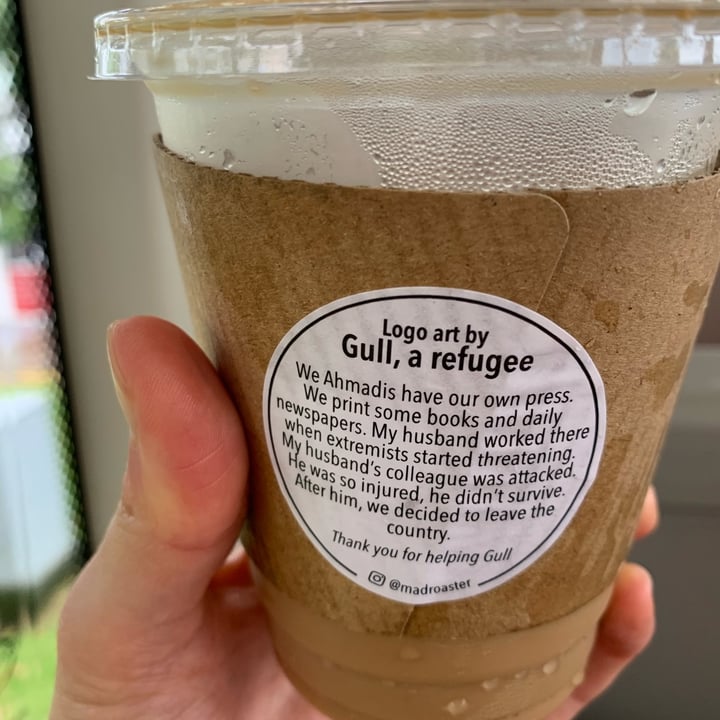 Logo art by
Gull, a refugee
We Ahmadis have our own press.
We print some books and daily
newspapers. My husband worked there
when extremists started threatening.
My husband's colleague was attacked.
He was so injured, he didn't survive.
After him, we decided to leave the
country.
Thank you for helping Gull
@madroaster